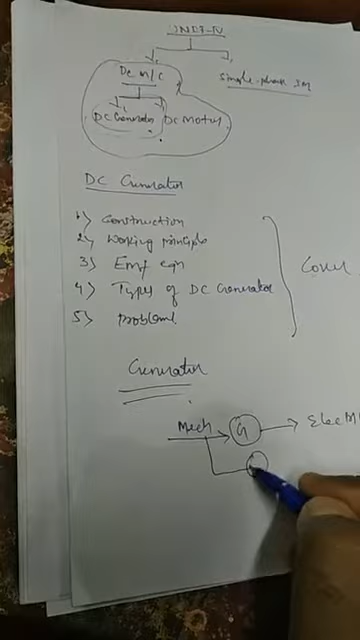 UNIT-IV
DC M/C Single-phase IM
DC Generator DC Motor
DC Generator
1) Construction
2) Working principle
3) Emf eqn
4) Types of DC Generator
5) Problems
Cover
Generator
Mech G Elec